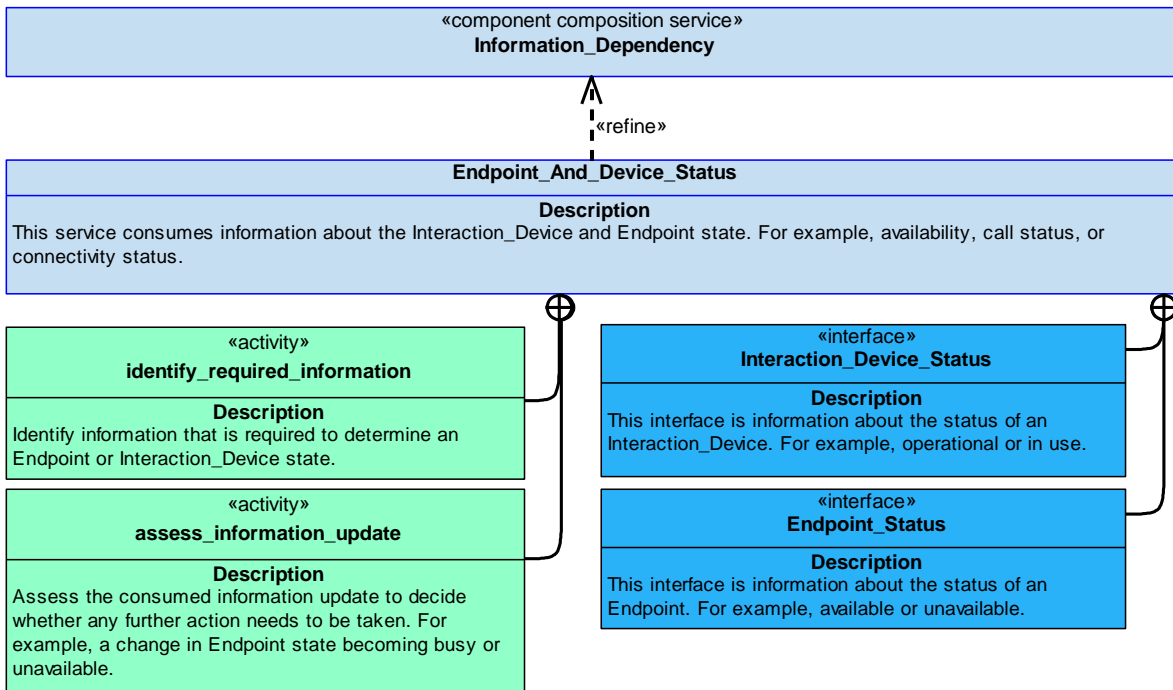 «component composition service»
Information_Dependency
«refine»
Endpoint_And_Device_Status
Description
This service consumes information about the Interaction_Device and Endpoint state. For example, availability, call status, or
connectivity status.
«activity»
identify_required_information
Description
Identify information that is required to determine an
Endpoint or Interaction_Device state.
«activity»
assess_information_update
Description
Assess the consumed information update to decide
whether any further action needs to be taken. For
example, a change in Endpoint state becoming busy or
unavailable.
«interface»
Interaction_Device_Status
Description
This interface is information about the status of an
Interaction_Device. For example, operational or in use.
«interface»
Endpoint_Status
Description
This interface is information about the status of an
Endpoint. For example, available or unavailable.